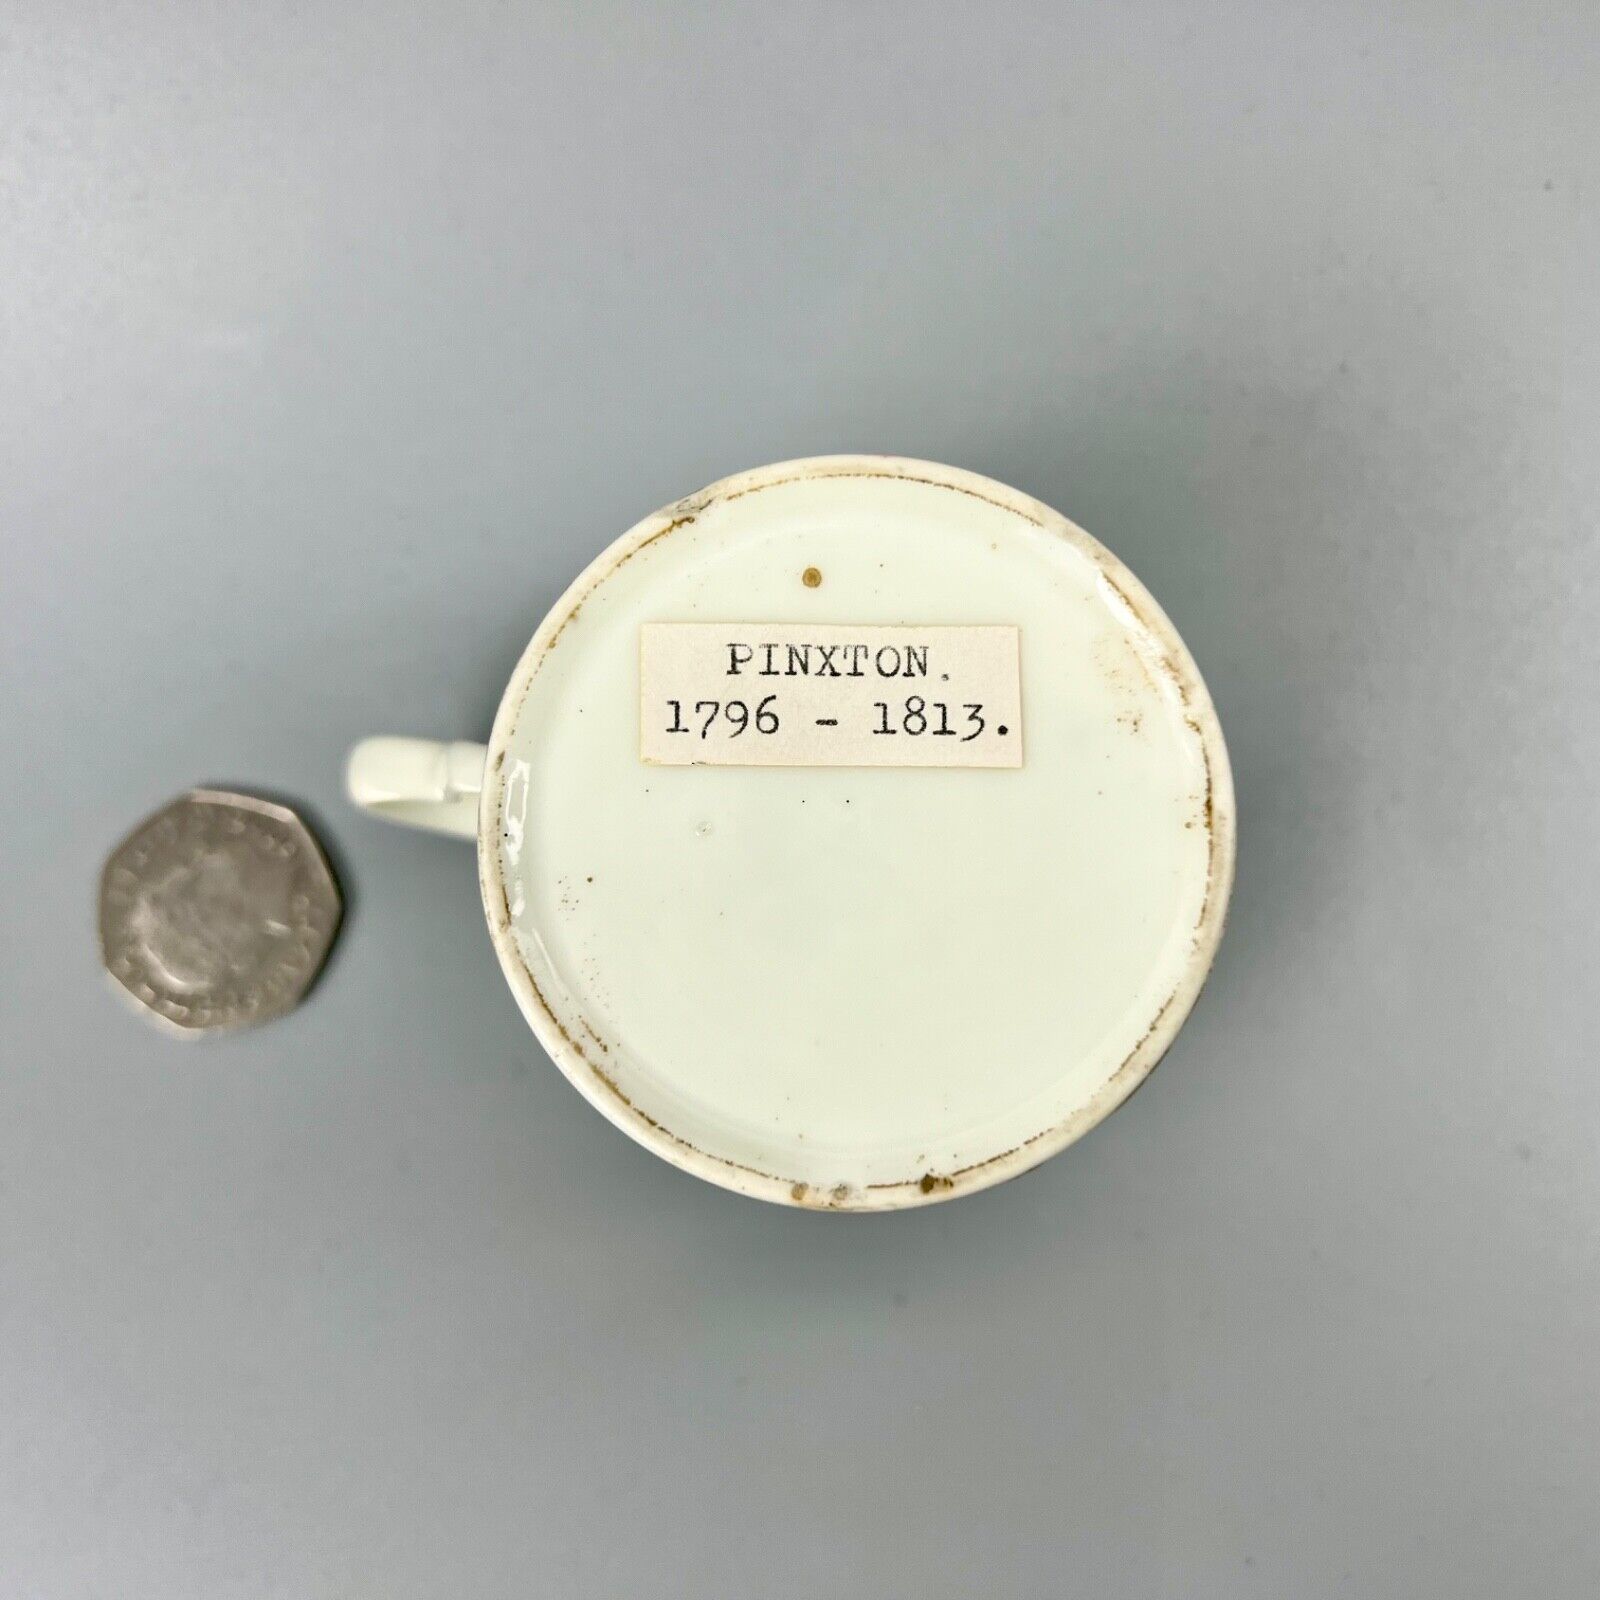 PINXTON.
1796 - 1813.